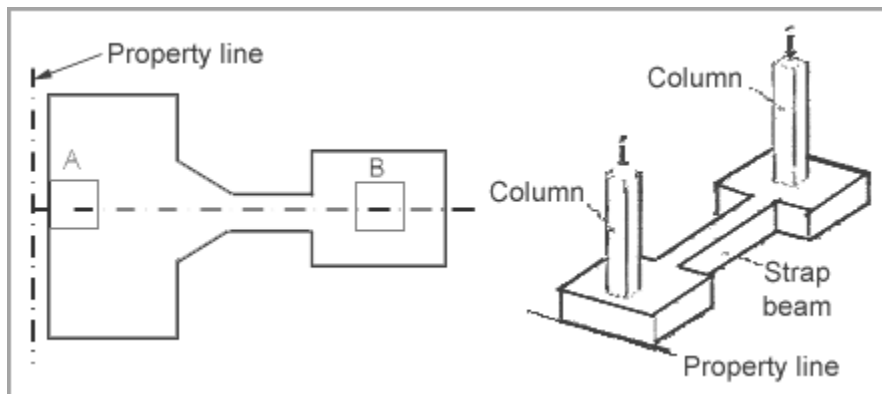 Property line
A
B
Column
Column
Strap
beam
Property line